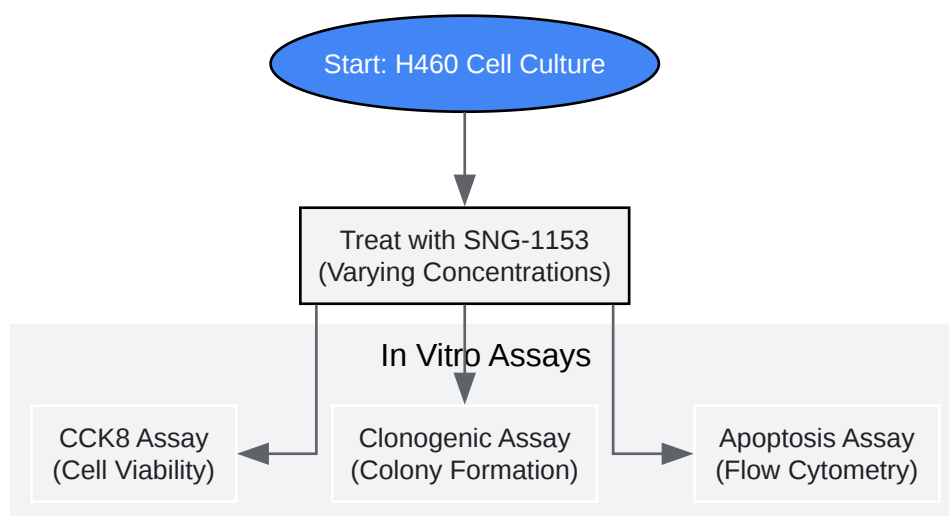 Start: H460 Cell Culture
Treat with SNG-1153
(Varying Concentrations)
In Vitro Assays
CCK8 Assay
(Cell Viability)
Clonogenic Assay
(Colony Formation)
Apoptosis Assay
(Flow Cytometry)